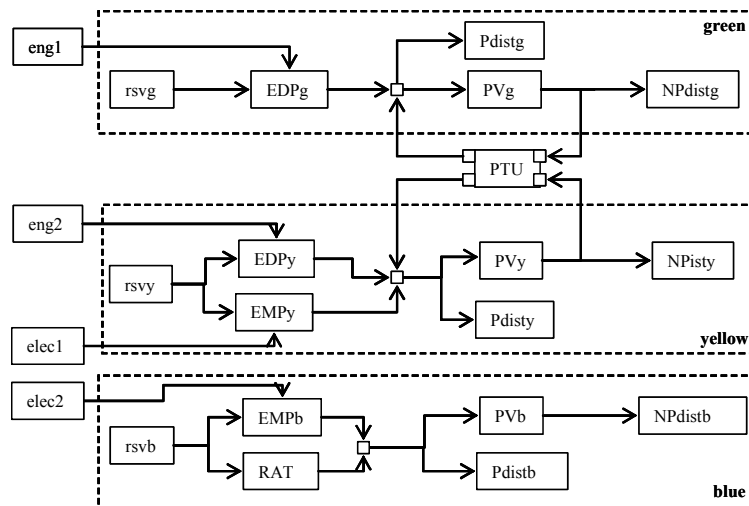 green
eng1
Pdistg
rsvg
EDPg
PVg
NPdistg
PTU
eng2
EDPy
PVy
NPisty
rsvy
EMPy
Pdisty
elec1
yellow
elec2
EMPb
PVb
NPdistb
rsvb
RAT
Pdistb
blue